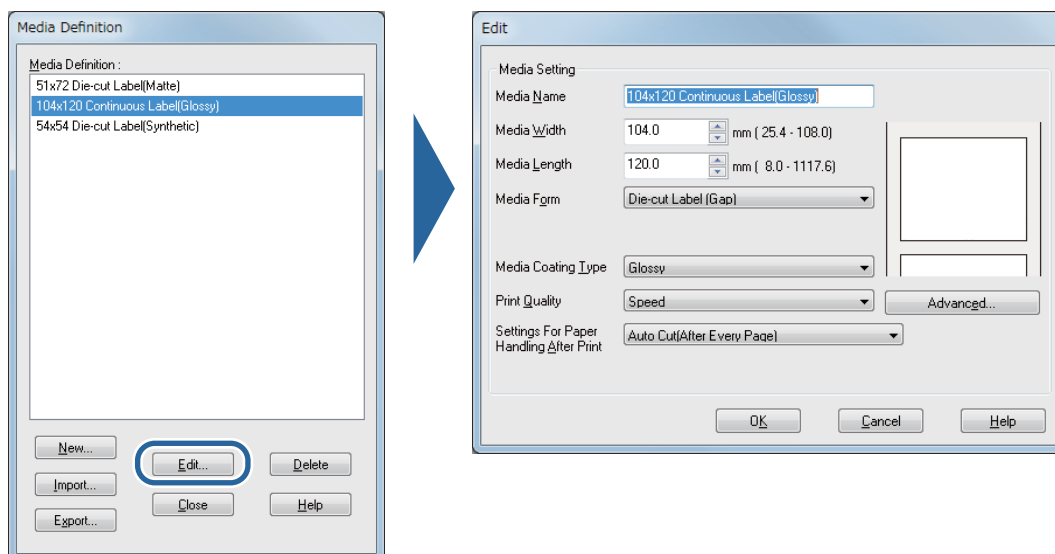 Media Definition
Media Definition :
51x72 Die-cut Label(Matte)
104x120 Continuous Label(Glossy)
54x54 Die-cut Label(Synthetic)
New...
Edit...
Delete
Import...
Close
Help
Export...
Edit
Media Setting
Media Name 104x120 Continuous Label(Glossy)
Media Width 104.0 mm ( 25.4 - 108.0)
Media Length 120.0 mm ( 8.0 - 1117.6)
Media Form Die-cut Label (Gap)
Media Coating Type Glossy
Print Quality Speed Advanced...
Settings For Paper
Handling After Print Auto Cut(After Every Page)
OK Cancel Help